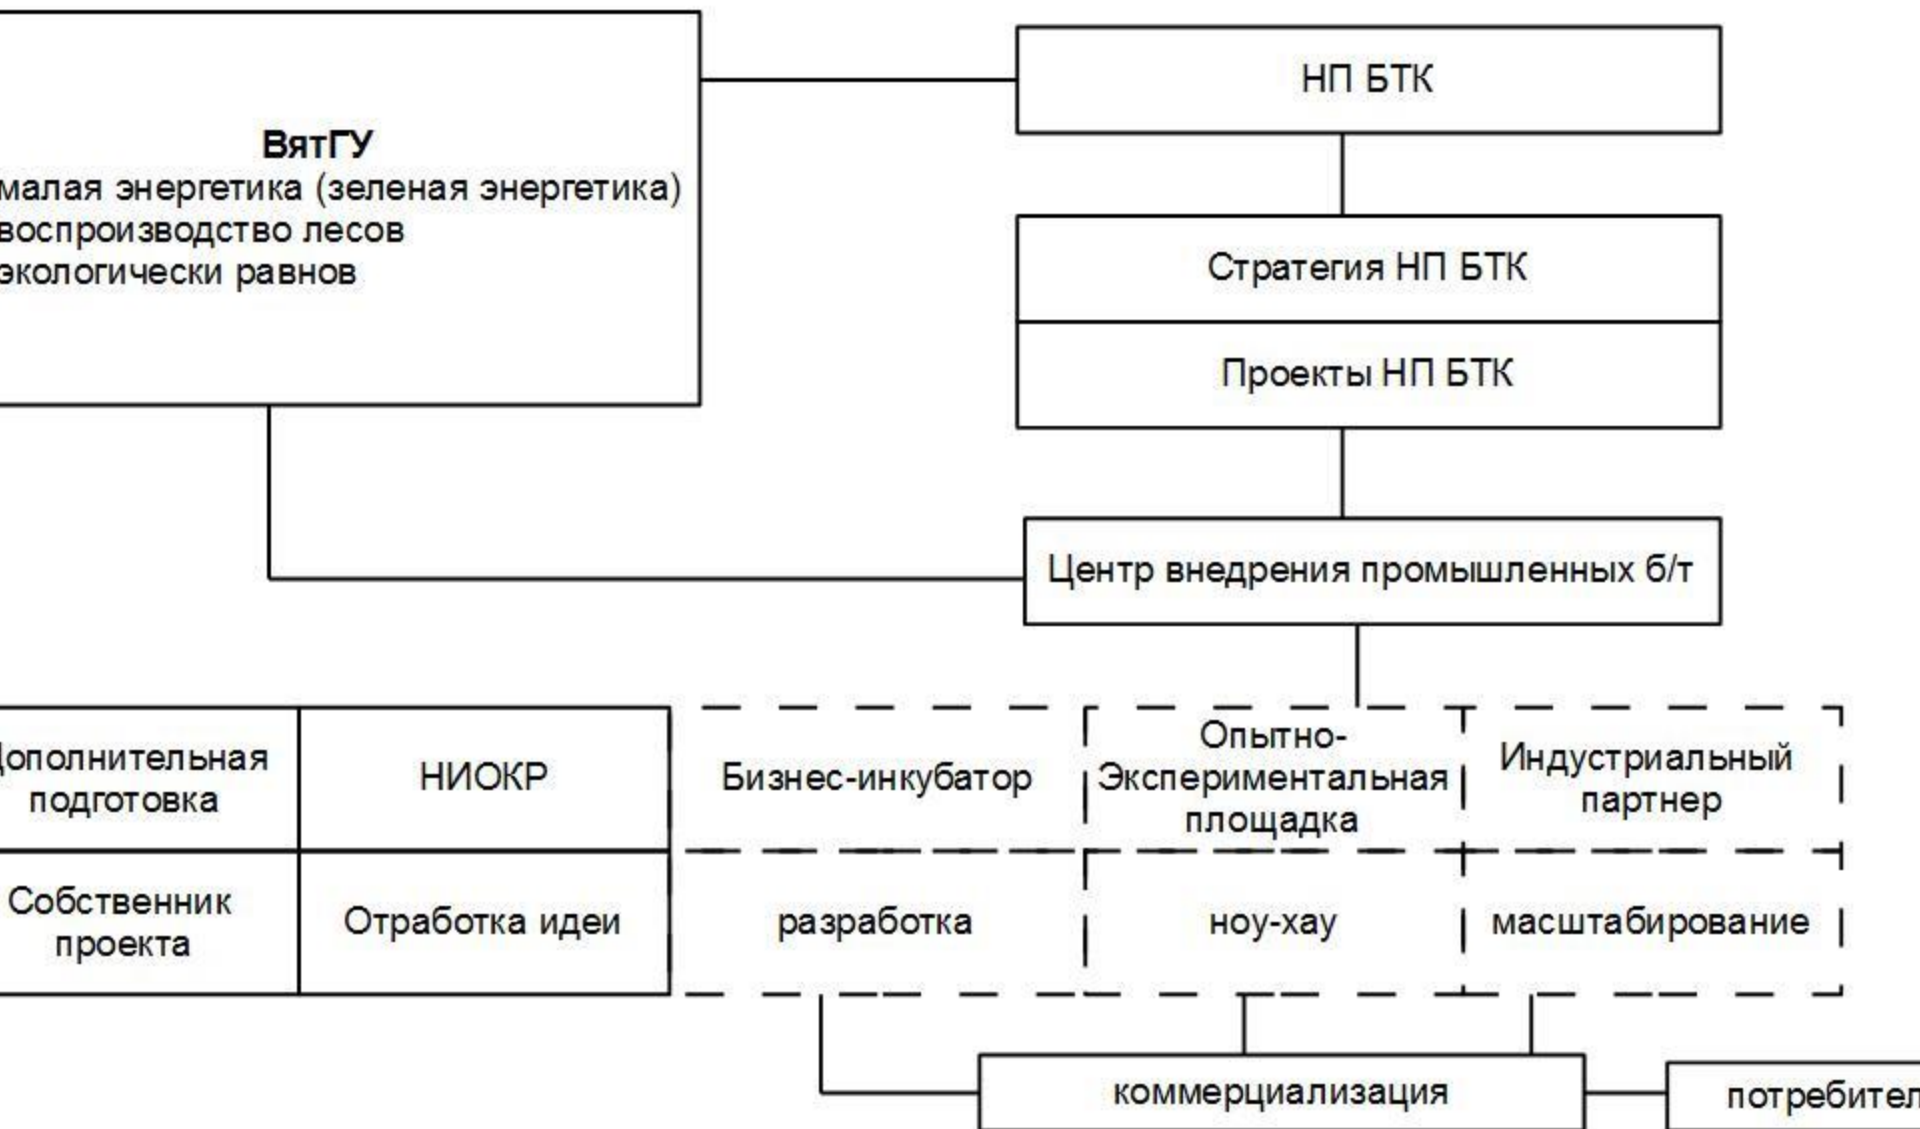 ВятГУ
малая энергетика (зеленая энергетика)
воспроизводство лесов
экологически равнов
НП БТК
Стратегия НП БТК
Проекты НП БТК
Центр внедрения промышленных б/т
Дополнительная
подготовка
НИОКР
Бизнес-инкубатор
Опытно-
Экспериментальная
площадка
Индустриальный
партнер
Собственник
проекта
Отработка идеи
разработка
ноу-хау
масштабирование
коммерциализация
потребител